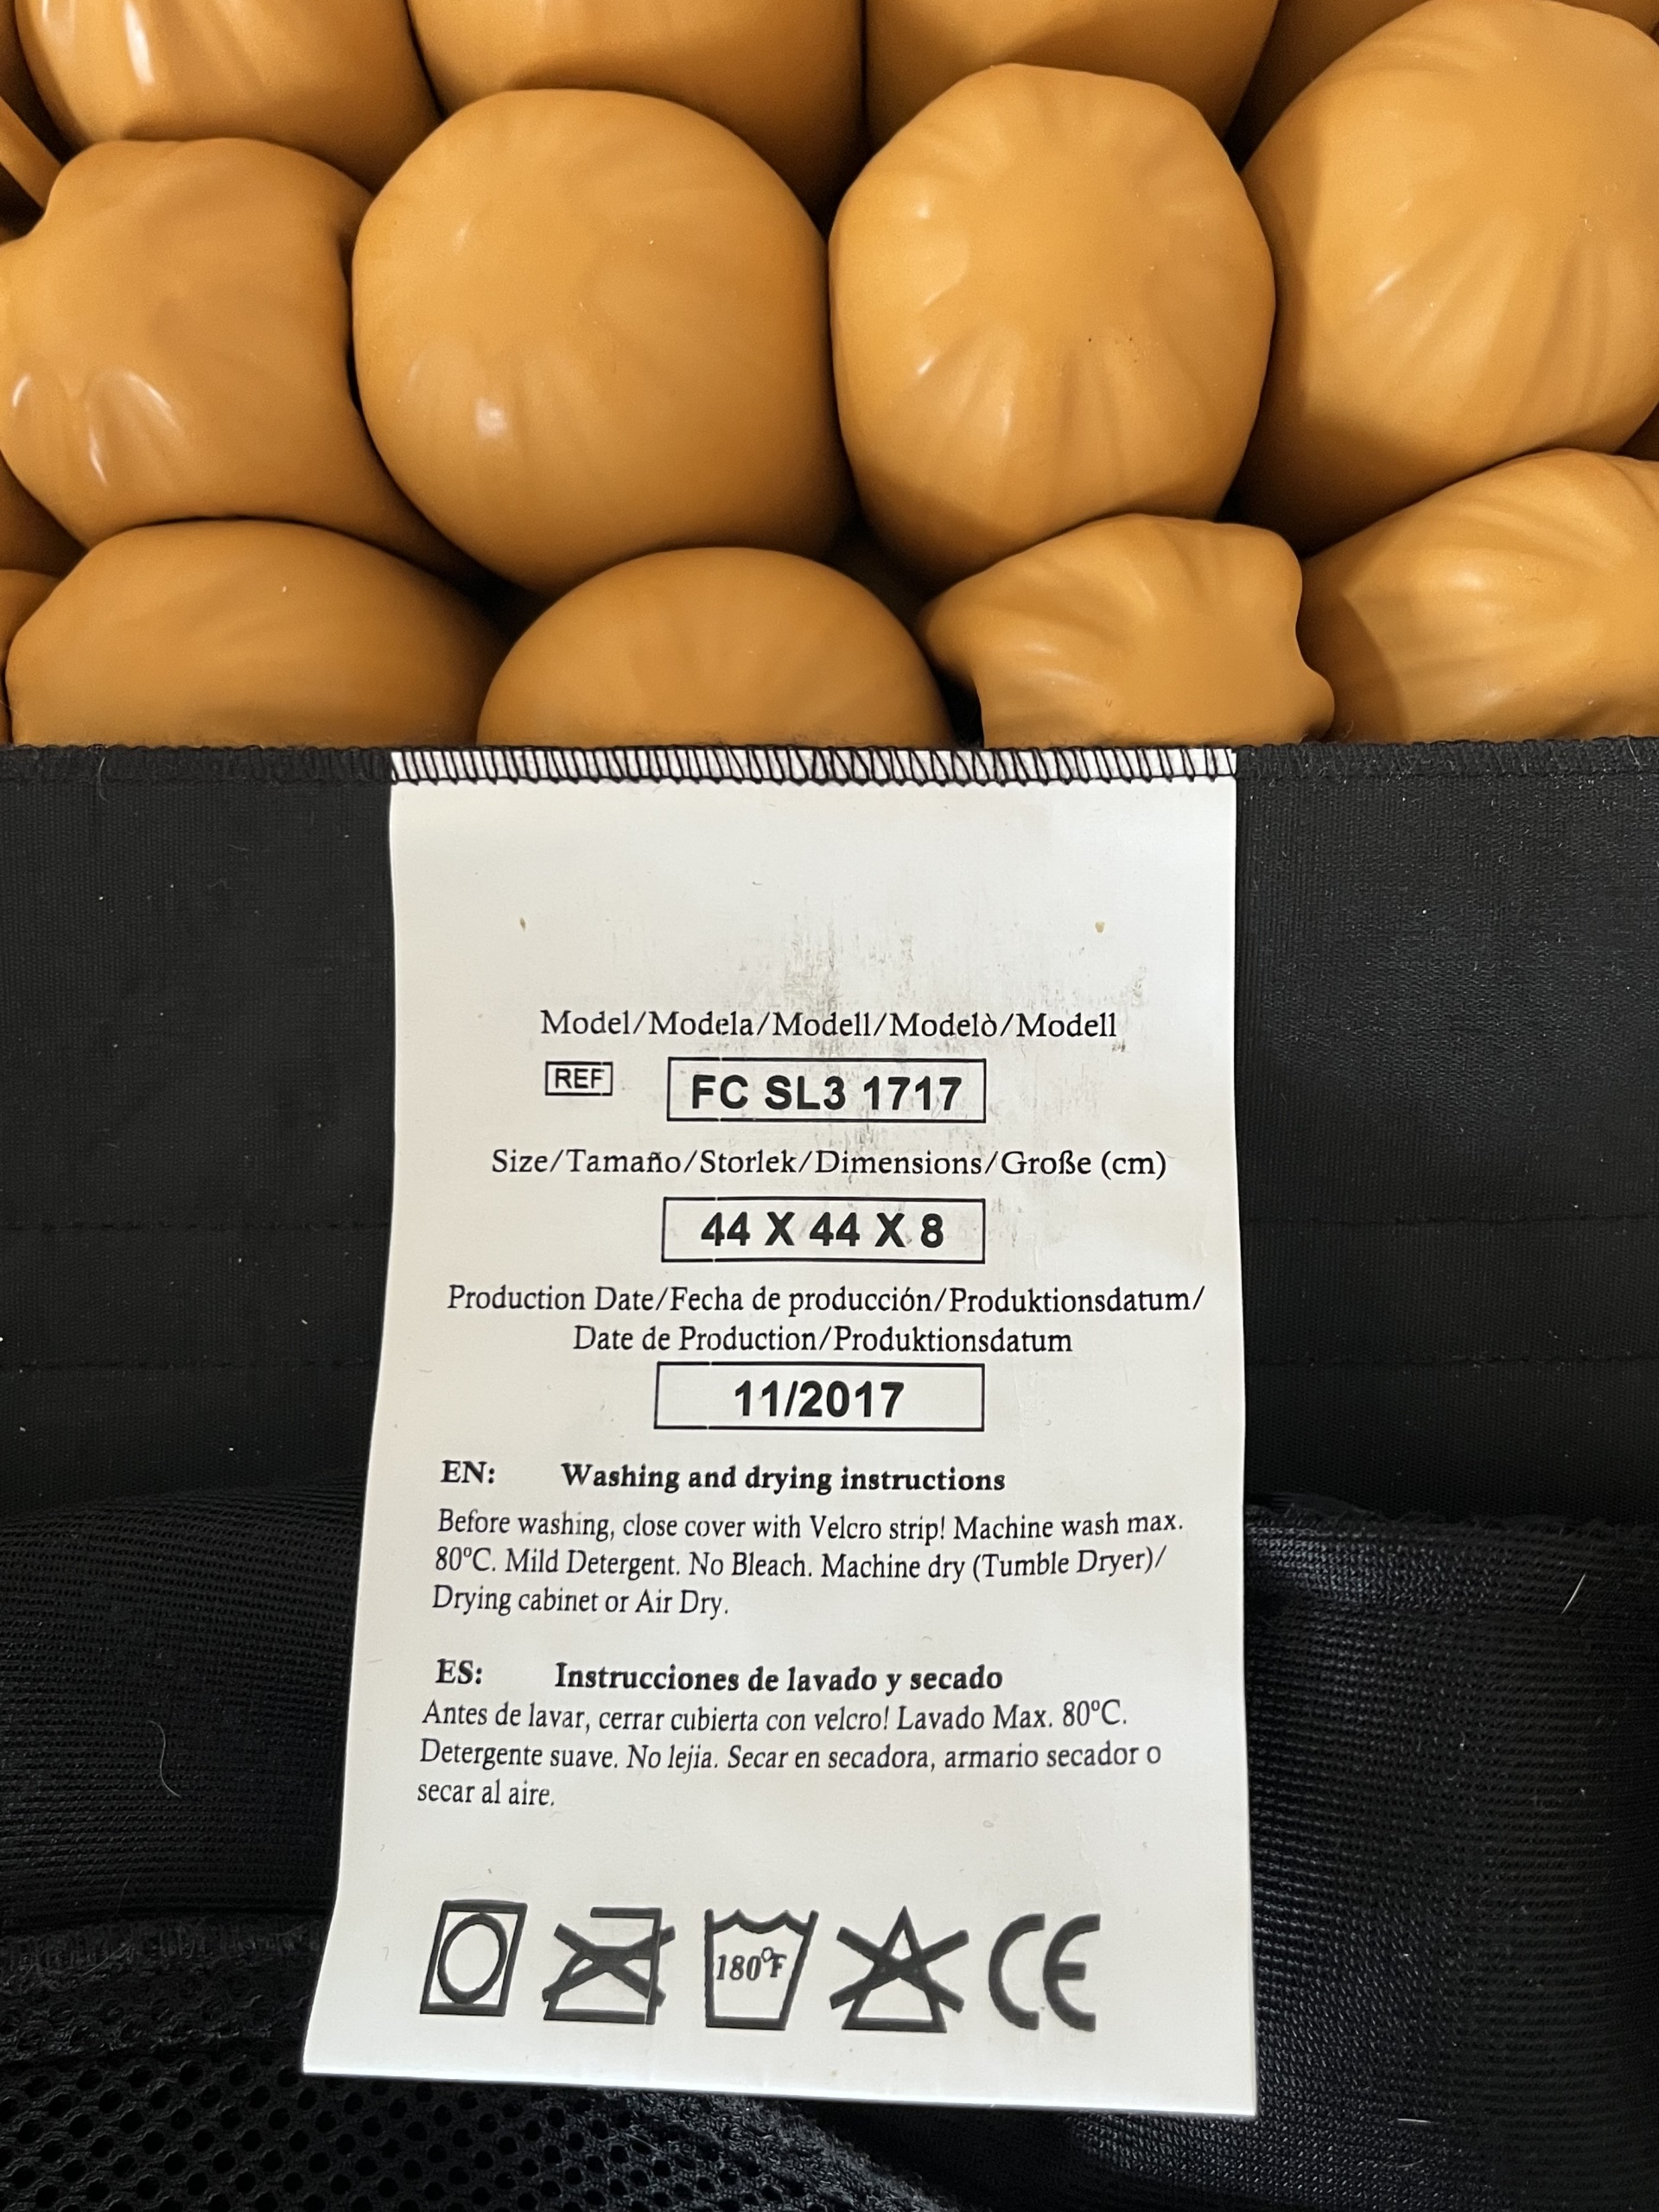 Model/Modela/Modell/Modelò/Modell
REF FC SL3 1717
Size/Tamaño/Storlek/Dimensions/Große (cm)
44 X 44 X 8
Production Date/Fecha de producción/Produktionsdatum/
Date de Production/Produktionsdatum
11/2017
EN: Washing and drying instructions
Before washing, close cover with Velcro strip! Machine wash max.
80ºC. Mild Detergent. No Bleach. Machine dry (Tumble Dryer)/
Drying cabinet or Air Dry.
ES: Instrucciones de lavado y secado
Antes de lavar, cerrar cubierta con velcro! Lavado Max. 80ºC.
Detergente suave. No lejia. Secar en secadora, armario secador o
secar al aire.
180ºF CE